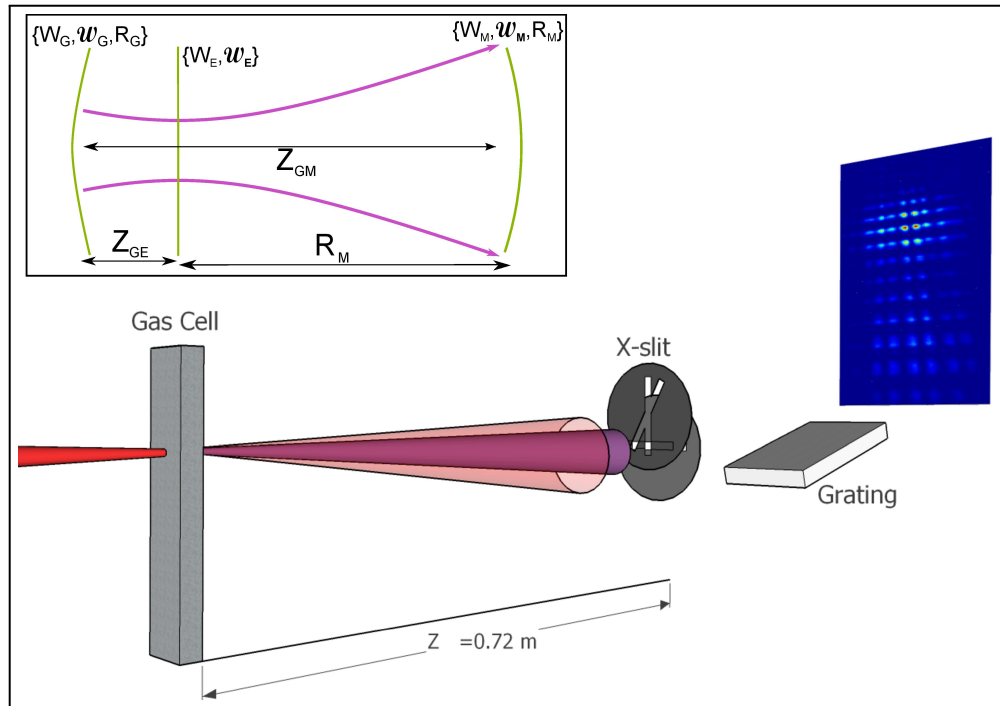 {W_G, w_G, R_G}
{W_E, w_E}
{W_M, w_M, R_M}
Z_GM
Z_GE
R_M
Gas Cell
X-slit
Grating
Z =0.72 m